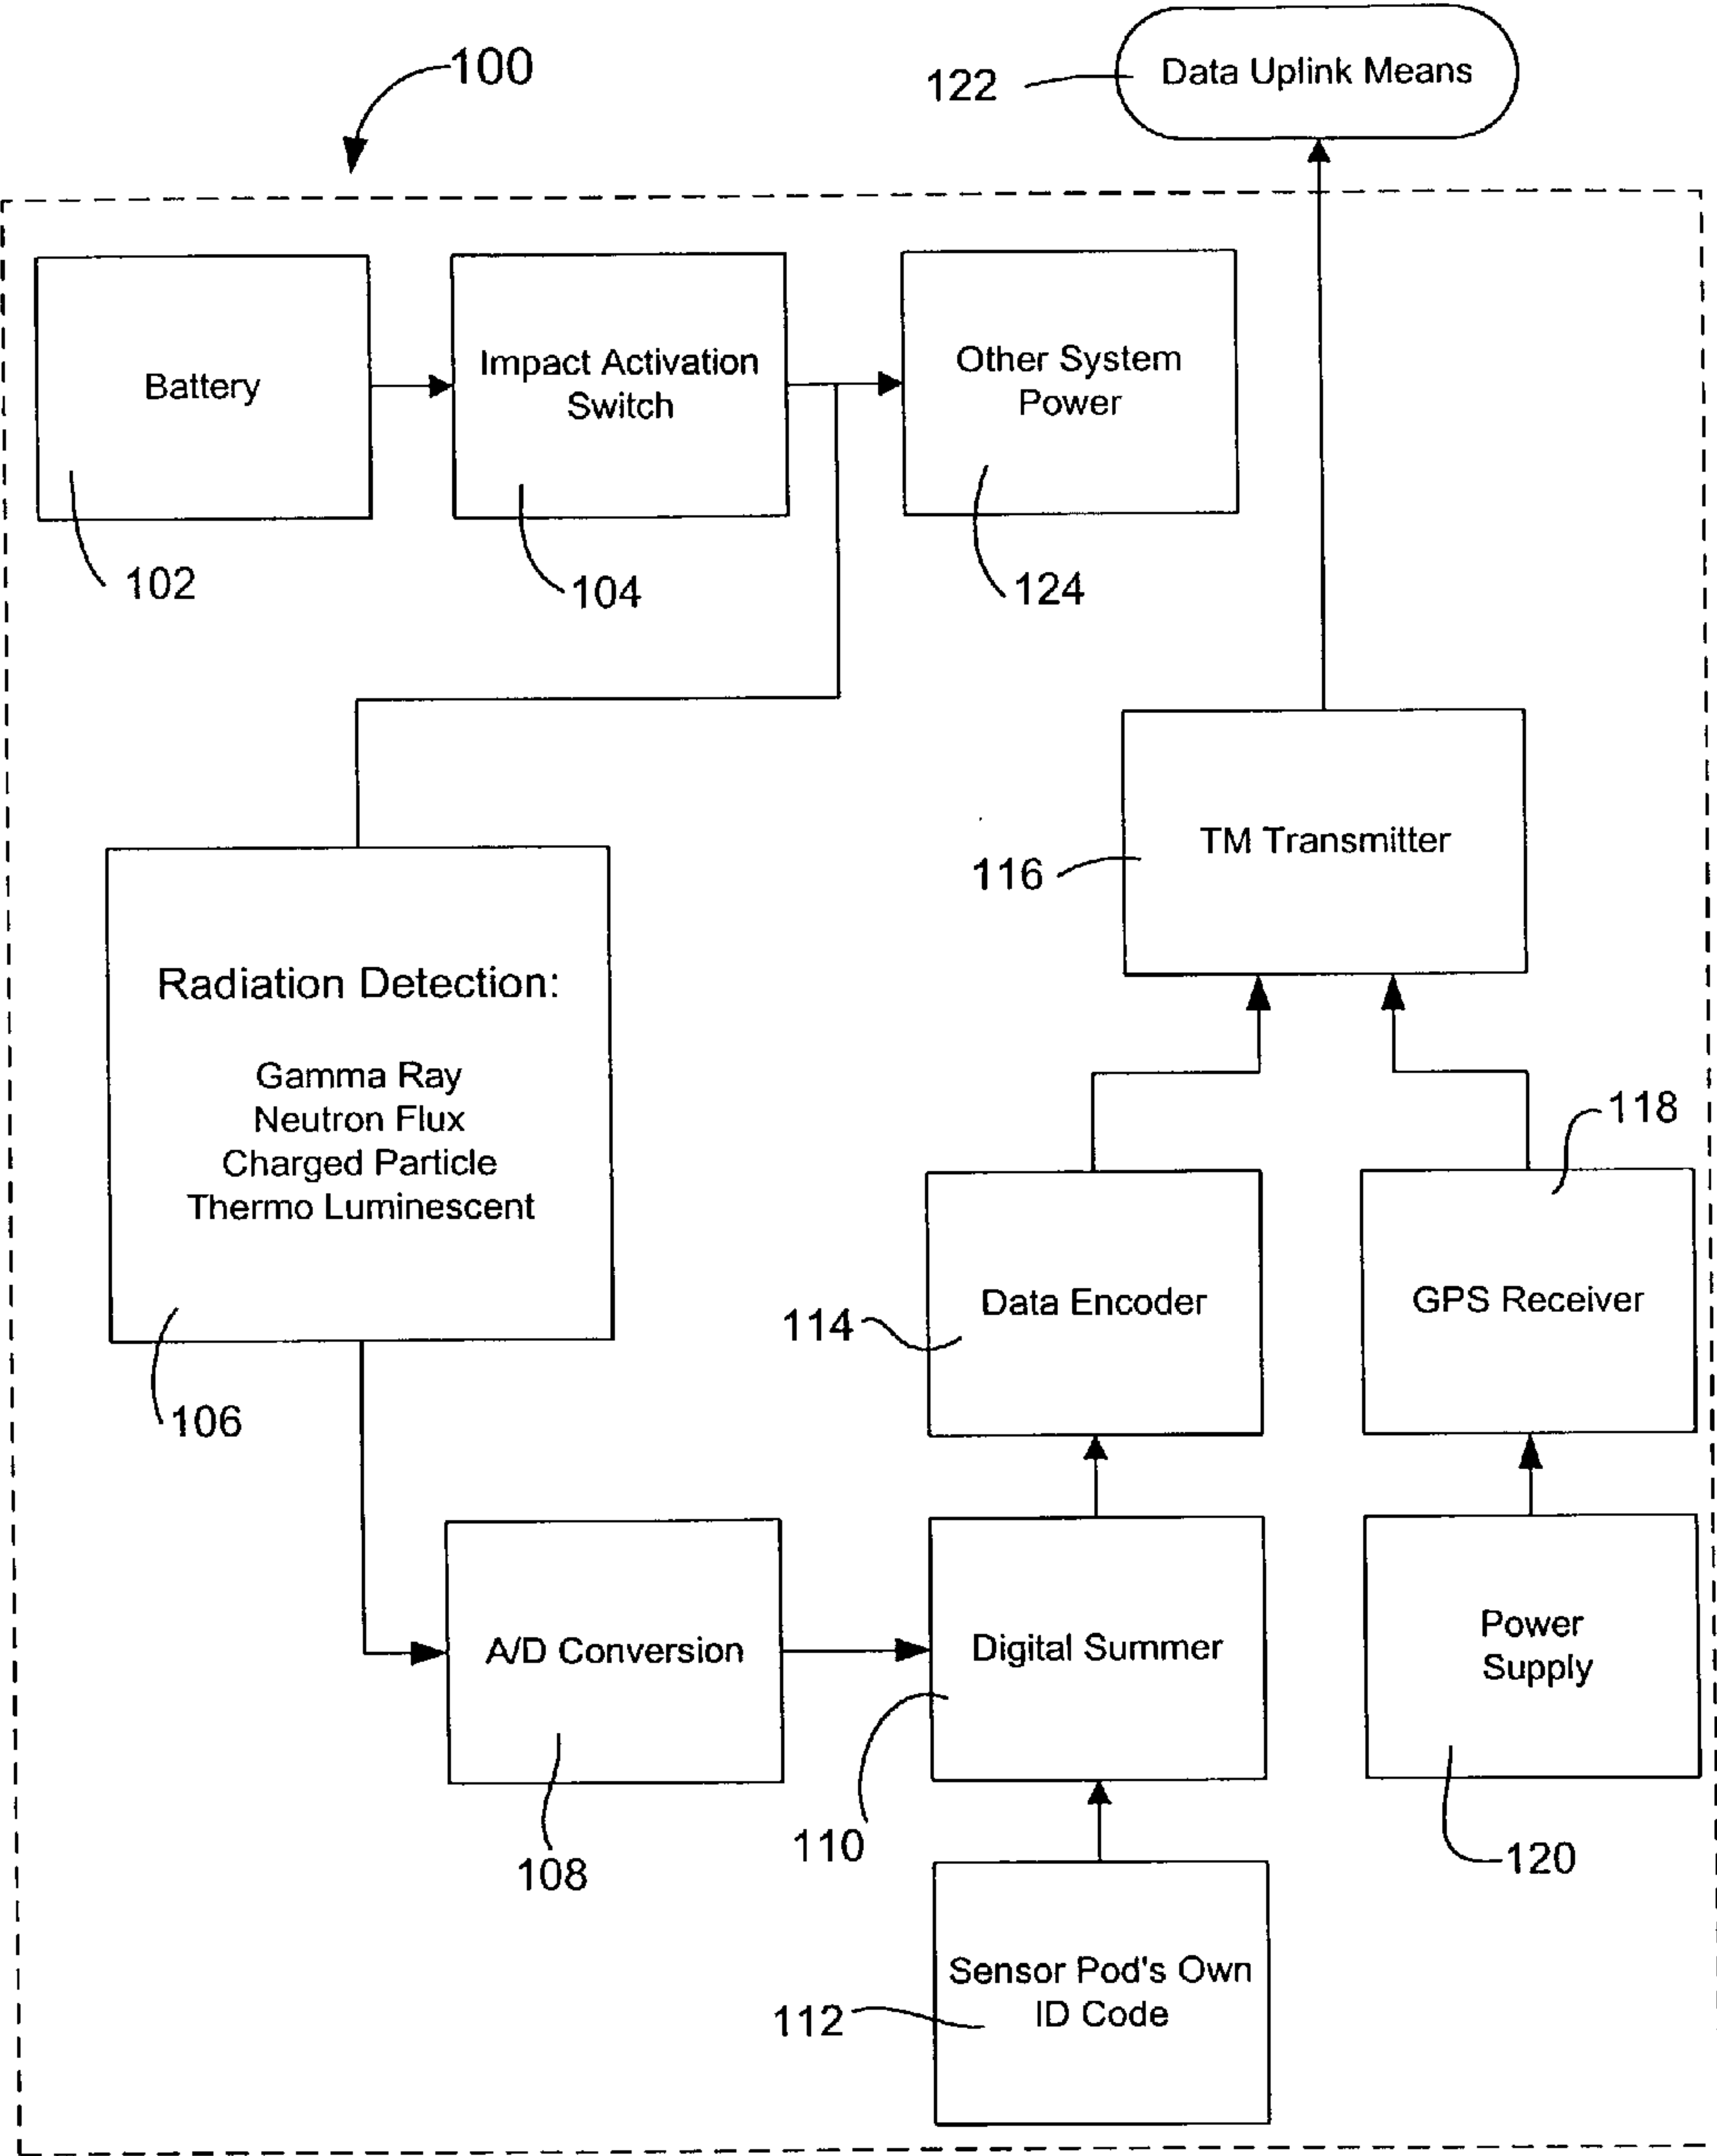 100
122
Data Uplink Means
Battery
Impact Activation
Switch
Other System
Power
102
104
124
TM Transmitter
116
Radiation Detection:
Gamma Ray
Neutron Flux
Charged Particle
Thermo Luminescent
106
118
Data Encoder
114
GPS Receiver
A/D Conversion
108
Digital Summer
110
Power
Supply
120
Sensor Pod's Own
ID Code
112